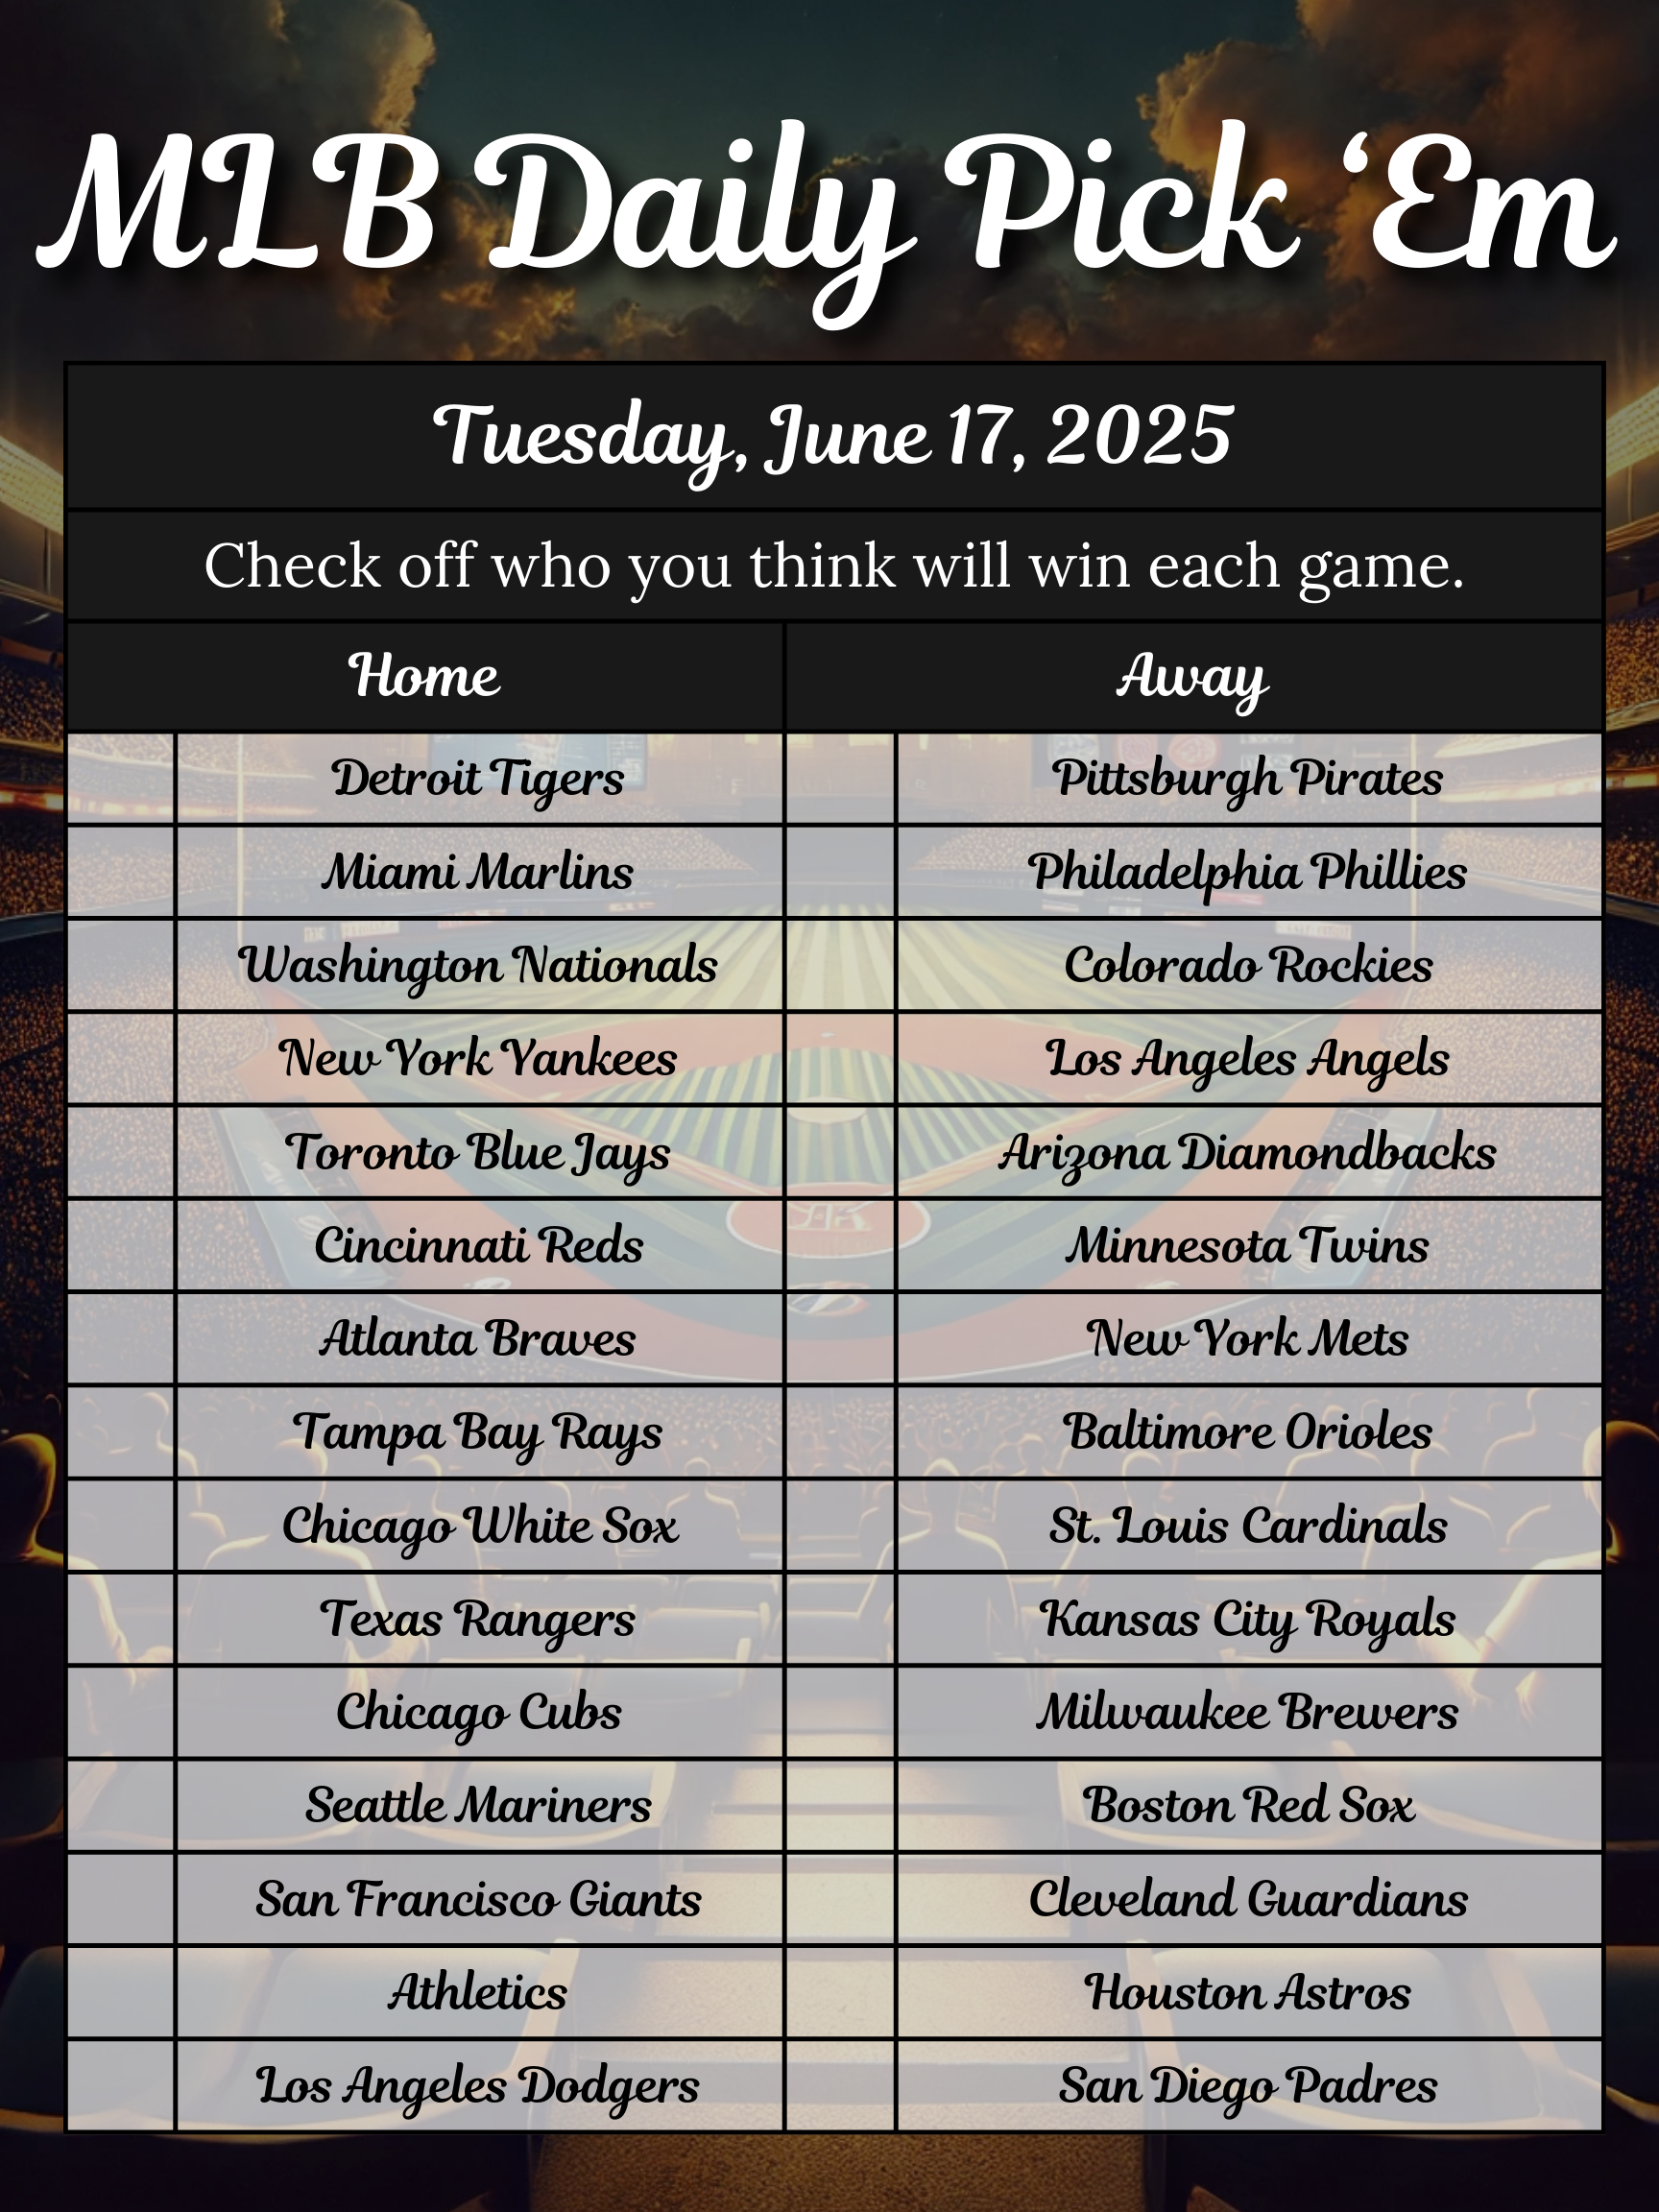 MLB Daily Pick ‘Em
Tuesday, June 17, 2025
Check off who you think will win each game.
Home Away
Detroit Tigers Pittsburgh Pirates
Miami Marlins Philadelphia Phillies
Washington Nationals Colorado Rockies
New York Yankees Los Angeles Angels
Toronto Blue Jays Arizona Diamondbacks
Cincinnati Reds Minnesota Twins
Atlanta Braves New York Mets
Tampa Bay Rays Baltimore Orioles
Chicago White Sox St. Louis Cardinals
Texas Rangers Kansas City Royals
Chicago Cubs Milwaukee Brewers
Seattle Mariners Boston Red Sox
San Francisco Giants Cleveland Guardians
Athletics Houston Astros
Los Angeles Dodgers San Diego Padres